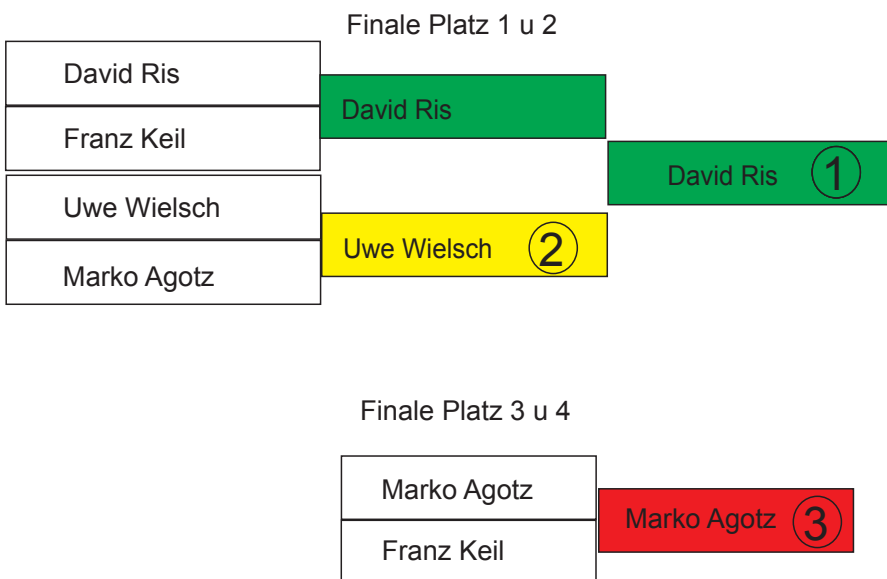 Finale Platz 1 u 2
David Ris
Franz Keil
Uwe Wielsch
Marko Agotz
David Ris
Uwe Wielsch 2
David Ris 1
Finale Platz 3 u 4
Marko Agotz
Franz Keil
Marko Agotz 3